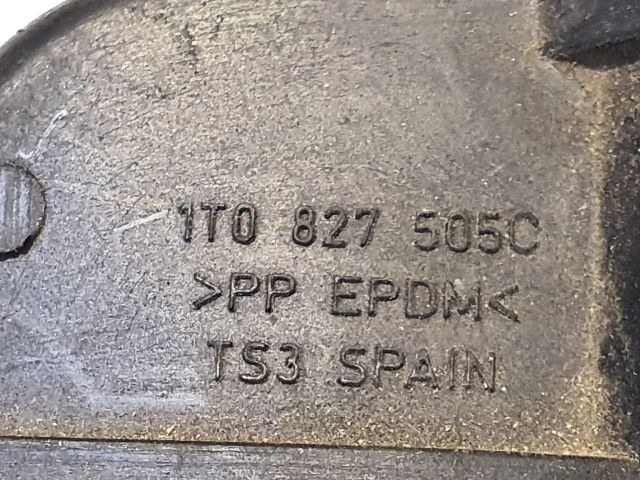 1T0 827 505C
>PP EPDM<
TS3 SPAIN